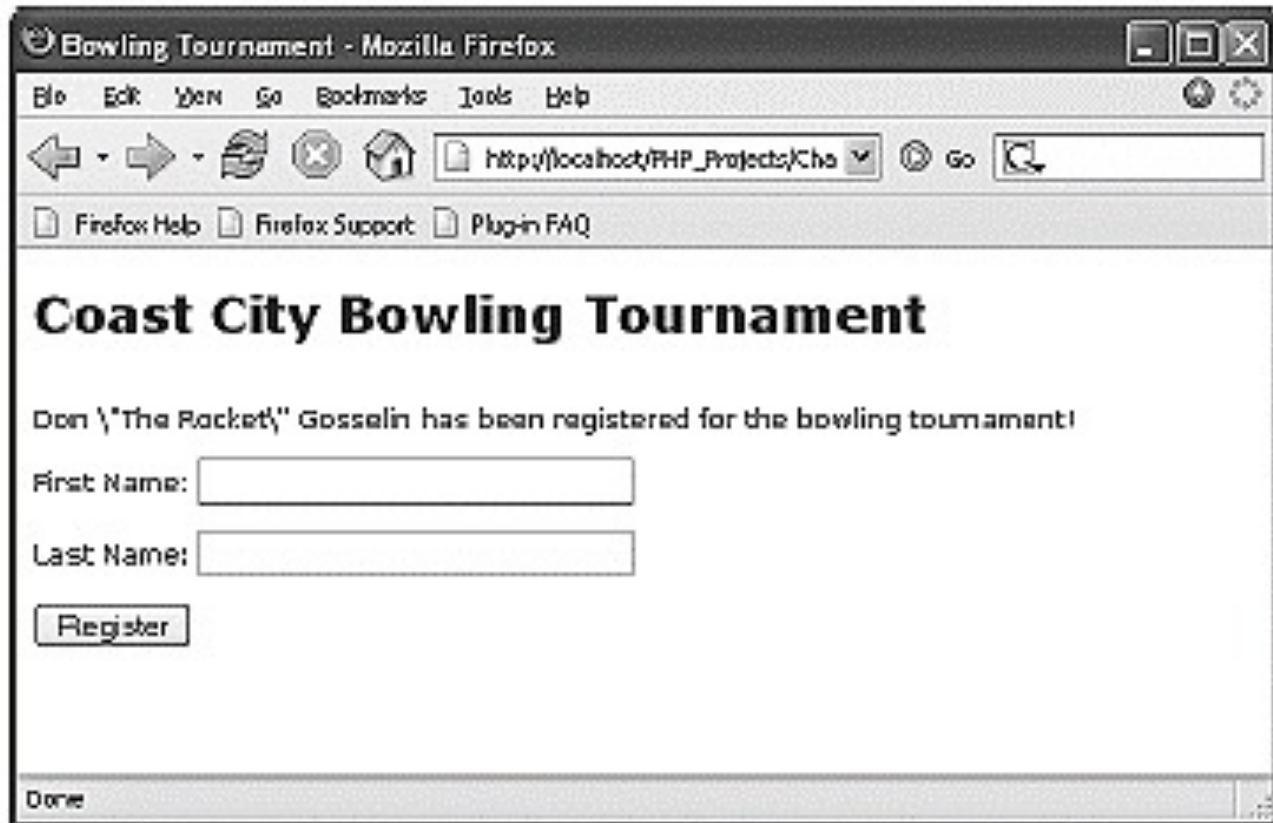 Bowling Tournament - Mozilla Firefox
File Edit View Go Bookmarks Tools Help
http://localhost/PHP_Projects/Cha Go
Firefox Help Firefox Support Plug-in FAQ
Coast City Bowling Tournament
Don \"The Rocket\" Gosselin has been registered for the bowling tournament!
First Name:
Last Name:
Register
Done